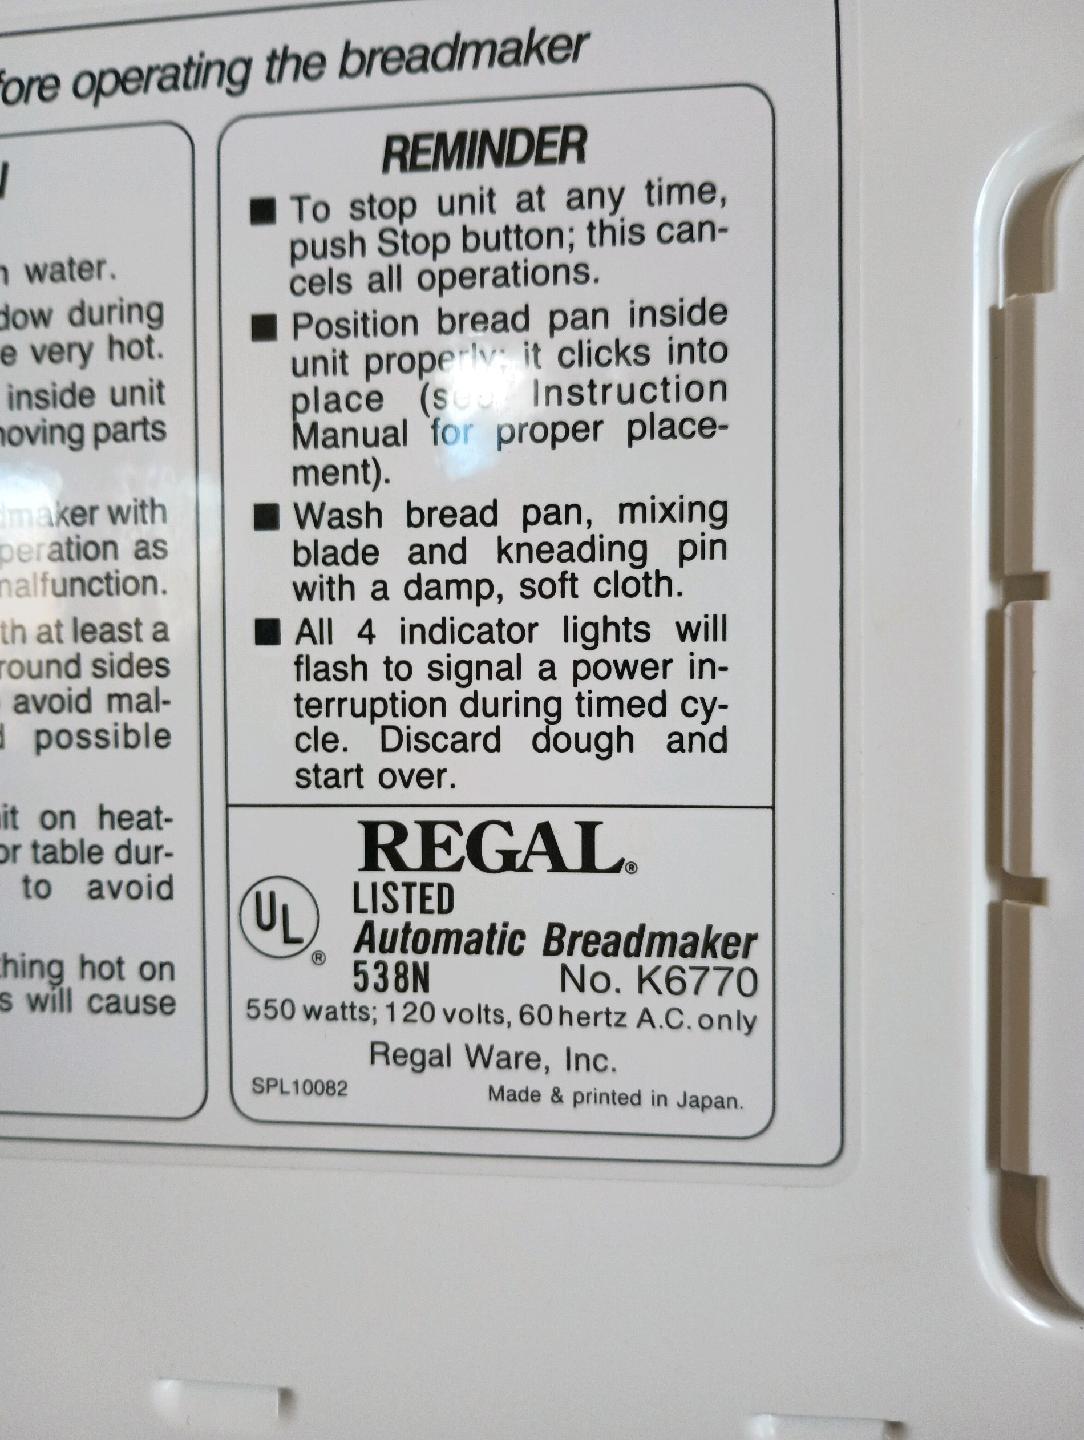 fore operating the breadmaker
water.
dow during
e very hot.
inside unit
moving parts
dmaker with
peration as
malfunction.
th at least a
round sides
avoid mal-
possible
it on heat-
or table dur-
to avoid
thing hot on
s will cause
REMINDER
■ To stop unit at any time,
push Stop button; this can-
cels all operations.
■ Position bread pan inside
unit properly; it clicks into
place (see Instruction
Manual for proper place-
ment).
■ Wash bread pan, mixing
blade and kneading pin
with a damp, soft cloth.
■ All 4 indicator lights will
flash to signal a power in-
terruption during timed cy-
cle. Discard dough and
start over.
REGAL®
UL®
LISTED
Automatic Breadmaker
538N No. K6770
550 watts; 120 volts, 60 hertz A.C. only
Regal Ware, Inc.
SPL10082 Made & printed in Japan.